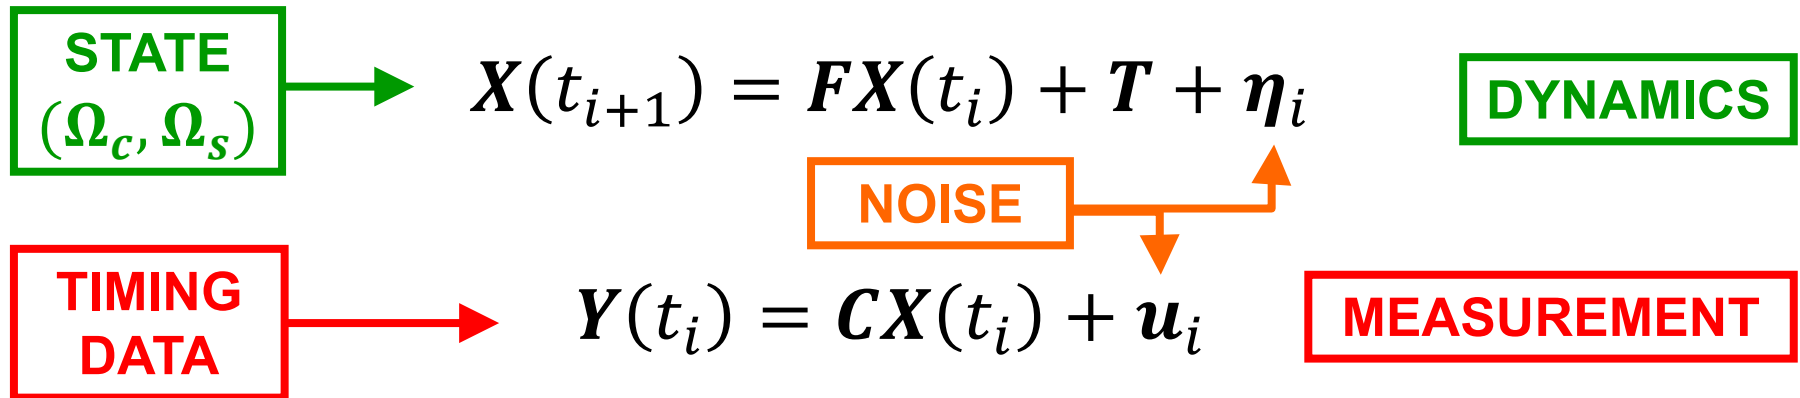 STATE
(Ω_c, Ω_s)
X(t_{i+1}) = FX(t_i) + T + η_i
DYNAMICS
NOISE
TIMING
DATA
Y(t_i) = CX(t_i) + u_i
MEASUREMENT